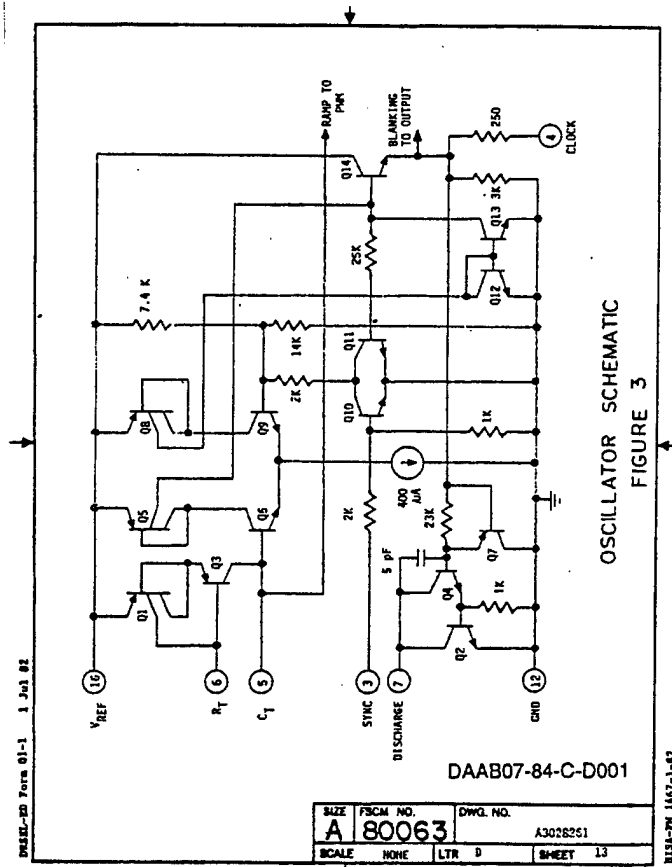 DRSEL-ED Form 01-1 1 Jul 82
RAMP TO
PWM
BLANKING
TO OUTPUT
Q14
250
4
CLOCK
3K
Q13
Q12
25K
7.4 K
14K
2K
Q11
Q10
Q8
Q9
Q5
Q6
Q1
Q3
400
µA
1K
2K
23K
5 pF
Q4
Q7
1K
Q2
16
VREF
6
RT
5
CT
SYNC
3
DISCHARGE
7
12
GND
OSCILLATOR SCHEMATIC
FIGURE 3
DAAB07-84-C-D001
SIZE
A
FSCM NO.
80063
DWG. NO.
A3028251
SCALE NONE
LTR D
SHEET 13